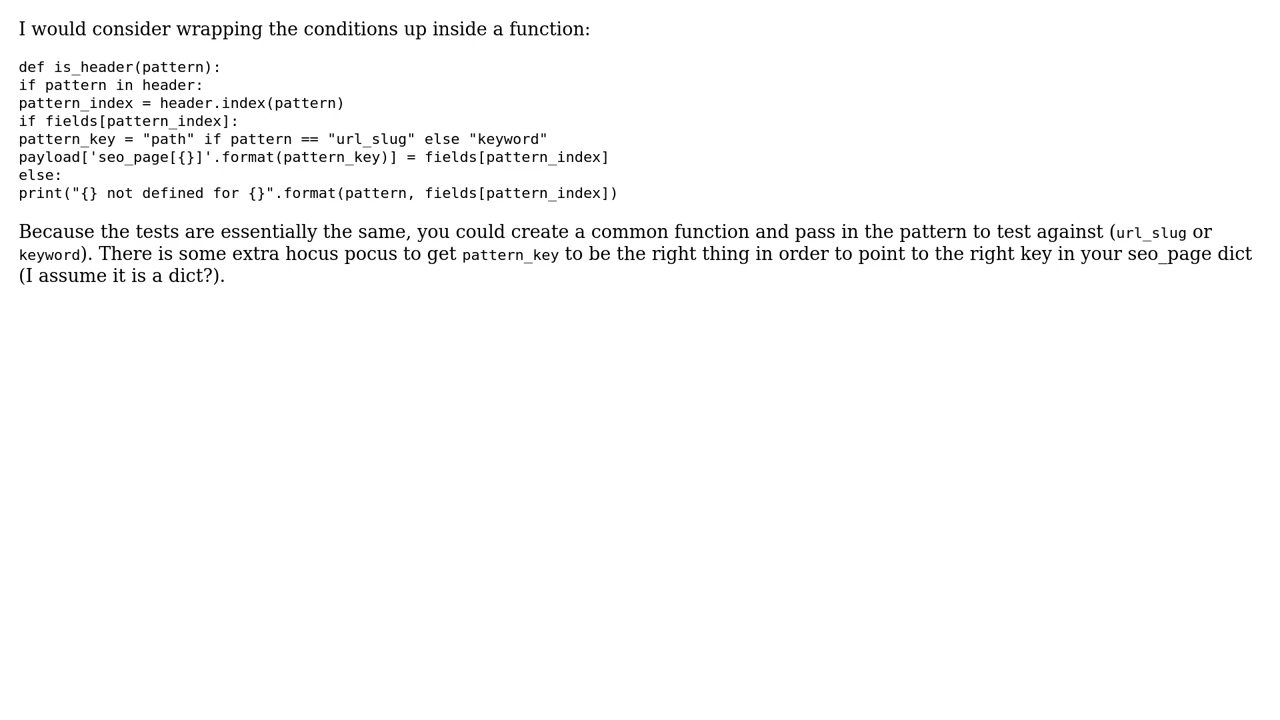 I would consider wrapping the conditions up inside a function:
def is_header(pattern):
if pattern in header:
pattern_index = header.index(pattern)
if fields[pattern_index]:
pattern_key = "path" if pattern == "url_slug" else "keyword"
payload['seo_page[{}]'.format(pattern_key)] = fields[pattern_index]
else:
print("{} not defined for {}".format(pattern, fields[pattern_index])
Because the tests are essentially the same, you could create a common function and pass in the pattern to test against (url_slug or
keyword). There is some extra hocus pocus to get pattern_key to be the right thing in order to point to the right key in your seo_page dict
(I assume it is a dict?).